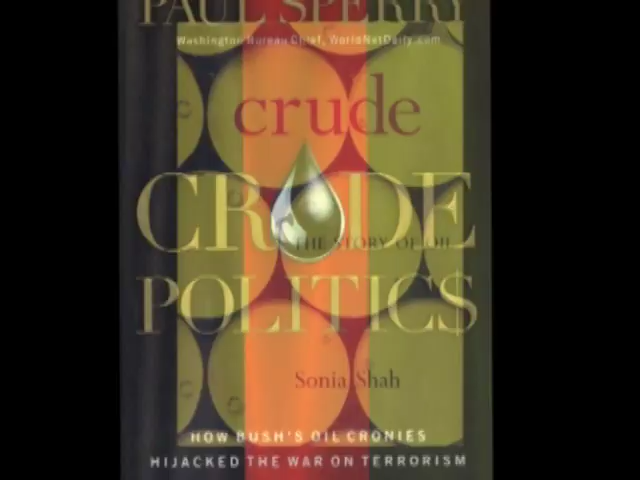 PAUL SPERRY
Washington Bureau Chief, WorldNetDaily.com
crude
CRUDE
THE STORY OF OIL
POLITIC$
Sonia Shah
HOW BUSH'S OIL CRONIES
HIJACKED THE WAR ON TERRORISM